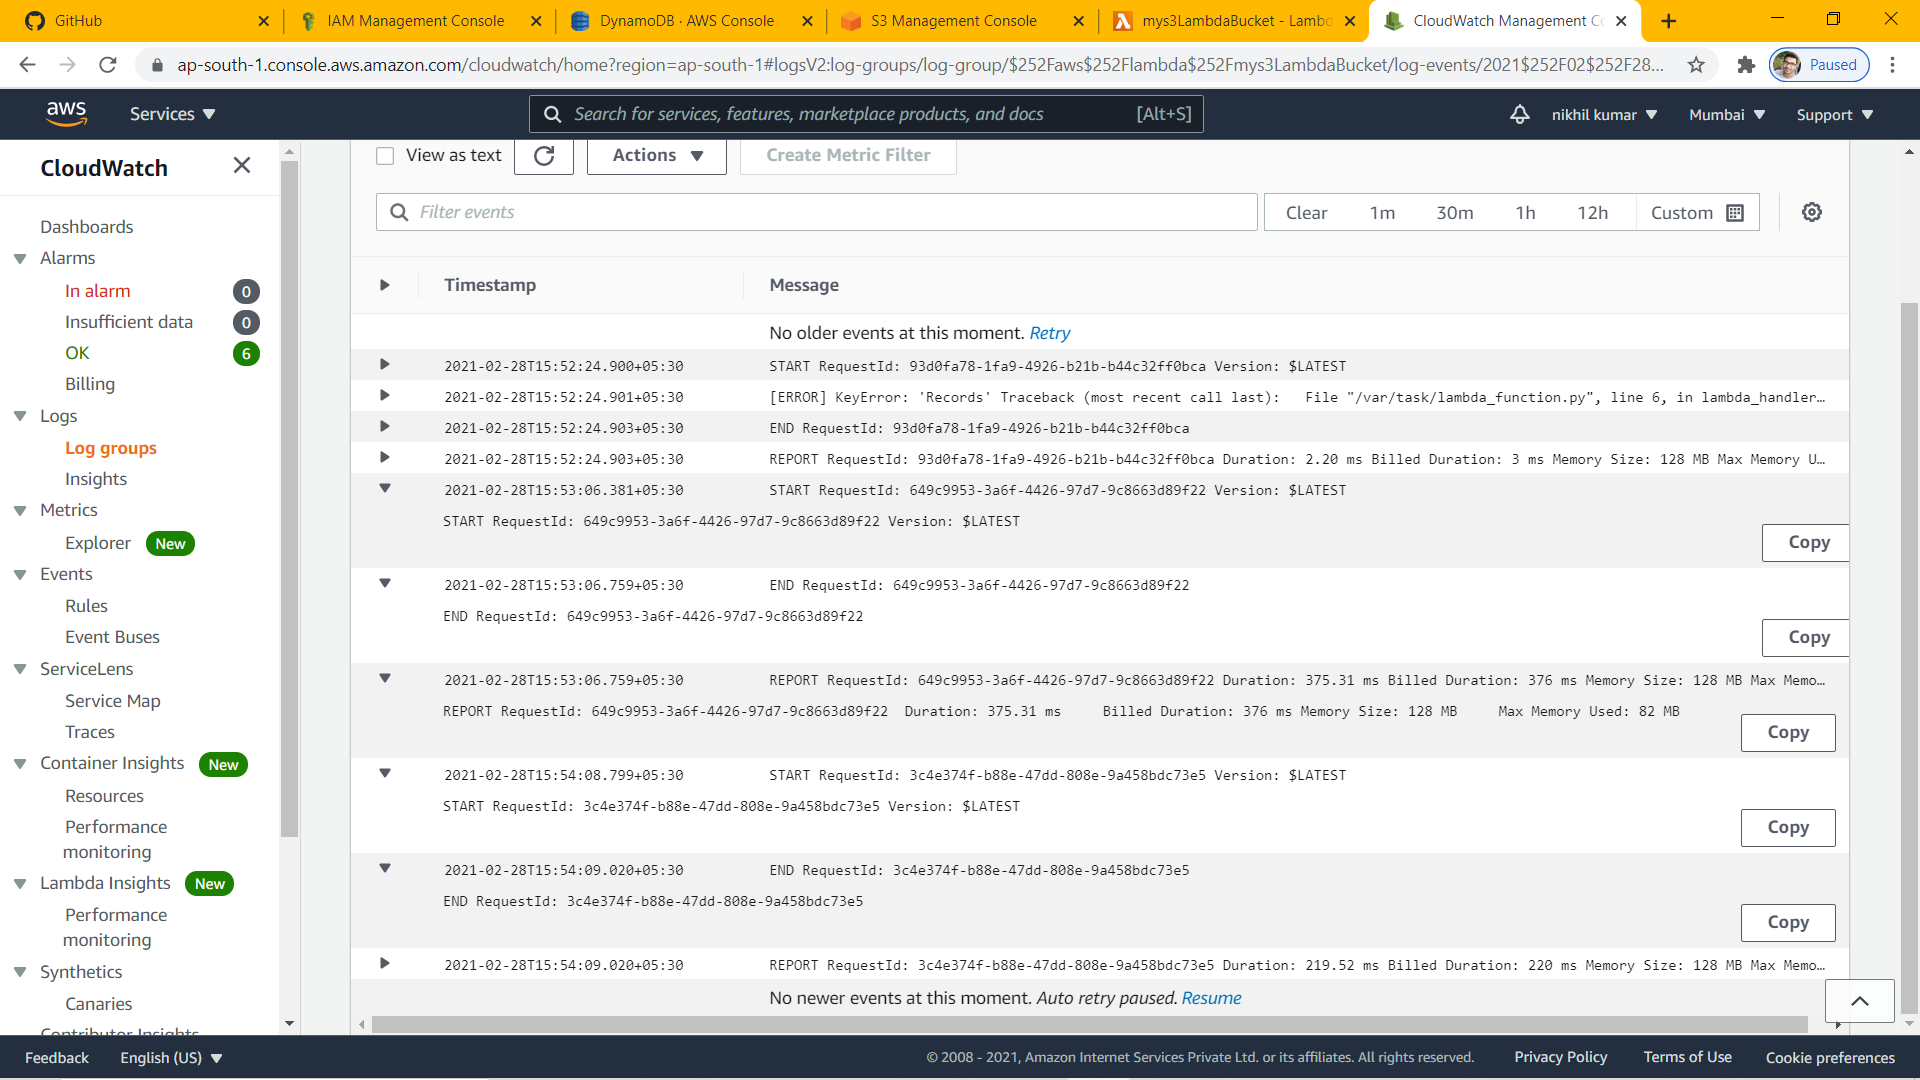 GitHub
IAM Management Console
DynamoDB · AWS Console
S3 Management Console
mys3LambdaBucket - Lambd
CloudWatch Management Co
ap-south-1.console.aws.amazon.com/cloudwatch/home?region=ap-south-1#logsV2:log-groups/log-group/$252Faws$252Flambda$252Fmys3LambdaBucket/log-events/2021$252F02$252F28...
Paused
aws
Services
Search for services, features, marketplace products, and docs
[Alt+S]
nikhil kumar
Mumbai
Support
CloudWatch
Dashboards
Alarms
In alarm 0
Insufficient data 0
OK 6
Billing
Logs
Log groups
Insights
Metrics
Explorer New
Events
Rules
Event Buses
ServiceLens
Service Map
Traces
Container Insights New
Resources
Performance
monitoring
Lambda Insights New
Performance
monitoring
Synthetics
Canaries
Contributor Insights
View as text
Actions
Create Metric Filter
Filter events
Clear 1m 30m 1h 12h Custom
Timestamp Message
No older events at this moment. Retry
2021-02-28T15:52:24.900+05:30 START RequestId: 93d0fa78-1fa9-4926-b21b-b44c32ff0bca Version: $LATEST
2021-02-28T15:52:24.901+05:30 [ERROR] KeyError: 'Records' Traceback (most recent call last): File "/var/task/lambda_function.py", line 6, in lambda_handler…
2021-02-28T15:52:24.903+05:30 END RequestId: 93d0fa78-1fa9-4926-b21b-b44c32ff0bca
2021-02-28T15:52:24.903+05:30 REPORT RequestId: 93d0fa78-1fa9-4926-b21b-b44c32ff0bca Duration: 2.20 ms Billed Duration: 3 ms Memory Size: 128 MB Max Memory U…
2021-02-28T15:53:06.381+05:30 START RequestId: 649c9953-3a6f-4426-97d7-9c8663d89f22 Version: $LATEST
START RequestId: 649c9953-3a6f-4426-97d7-9c8663d89f22 Version: $LATEST
Copy
2021-02-28T15:53:06.759+05:30 END RequestId: 649c9953-3a6f-4426-97d7-9c8663d89f22
END RequestId: 649c9953-3a6f-4426-97d7-9c8663d89f22
Copy
2021-02-28T15:53:06.759+05:30 REPORT RequestId: 649c9953-3a6f-4426-97d7-9c8663d89f22 Duration: 375.31 ms Billed Duration: 376 ms Memory Size: 128 MB Max Memo…
REPORT RequestId: 649c9953-3a6f-4426-97d7-9c8663d89f22 Duration: 375.31 ms Billed Duration: 376 ms Memory Size: 128 MB Max Memory Used: 82 MB
Copy
2021-02-28T15:54:08.799+05:30 START RequestId: 3c4e374f-b88e-47dd-808e-9a458bdc73e5 Version: $LATEST
START RequestId: 3c4e374f-b88e-47dd-808e-9a458bdc73e5 Version: $LATEST
Copy
2021-02-28T15:54:09.020+05:30 END RequestId: 3c4e374f-b88e-47dd-808e-9a458bdc73e5
END RequestId: 3c4e374f-b88e-47dd-808e-9a458bdc73e5
Copy
2021-02-28T15:54:09.020+05:30 REPORT RequestId: 3c4e374f-b88e-47dd-808e-9a458bdc73e5 Duration: 219.52 ms Billed Duration: 220 ms Memory Size: 128 MB Max Memo…
No newer events at this moment. Auto retry paused. Resume
Feedback
English (US)
© 2008 - 2021, Amazon Internet Services Private Ltd. or its affiliates. All rights reserved.
Privacy Policy
Terms of Use
Cookie preferences